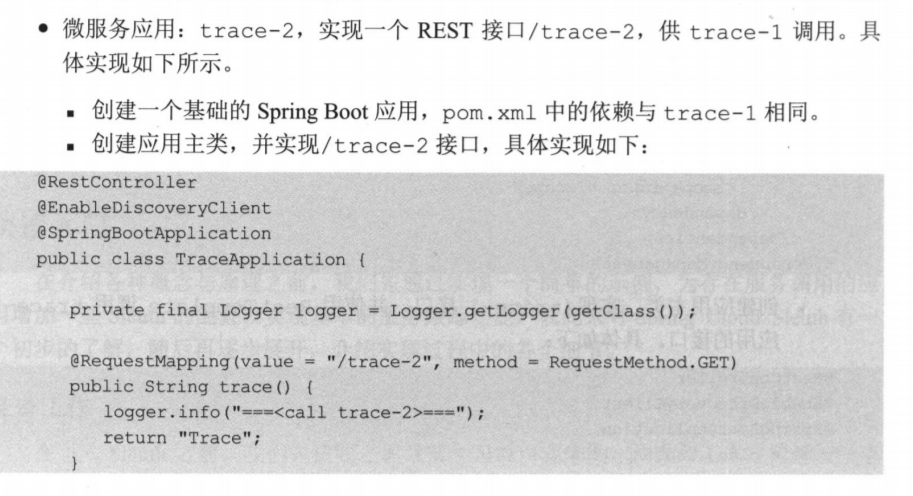 • 微服务应用：trace-2，实现一个 REST 接口/trace-2，供 trace-1 调用。具
体实现如下所示。
▪ 创建一个基础的 Spring Boot 应用，pom.xml 中的依赖与 trace-1 相同。
▪ 创建应用主类，并实现/trace-2 接口，具体实现如下：
@RestController
@EnableDiscoveryClient
@SpringBootApplication
public class TraceApplication {
private final Logger logger = Logger.getLogger(getClass());
@RequestMapping(value = "/trace-2", method = RequestMethod.GET)
public String trace() {
logger.info("===<call trace-2>===");
return "Trace";
}